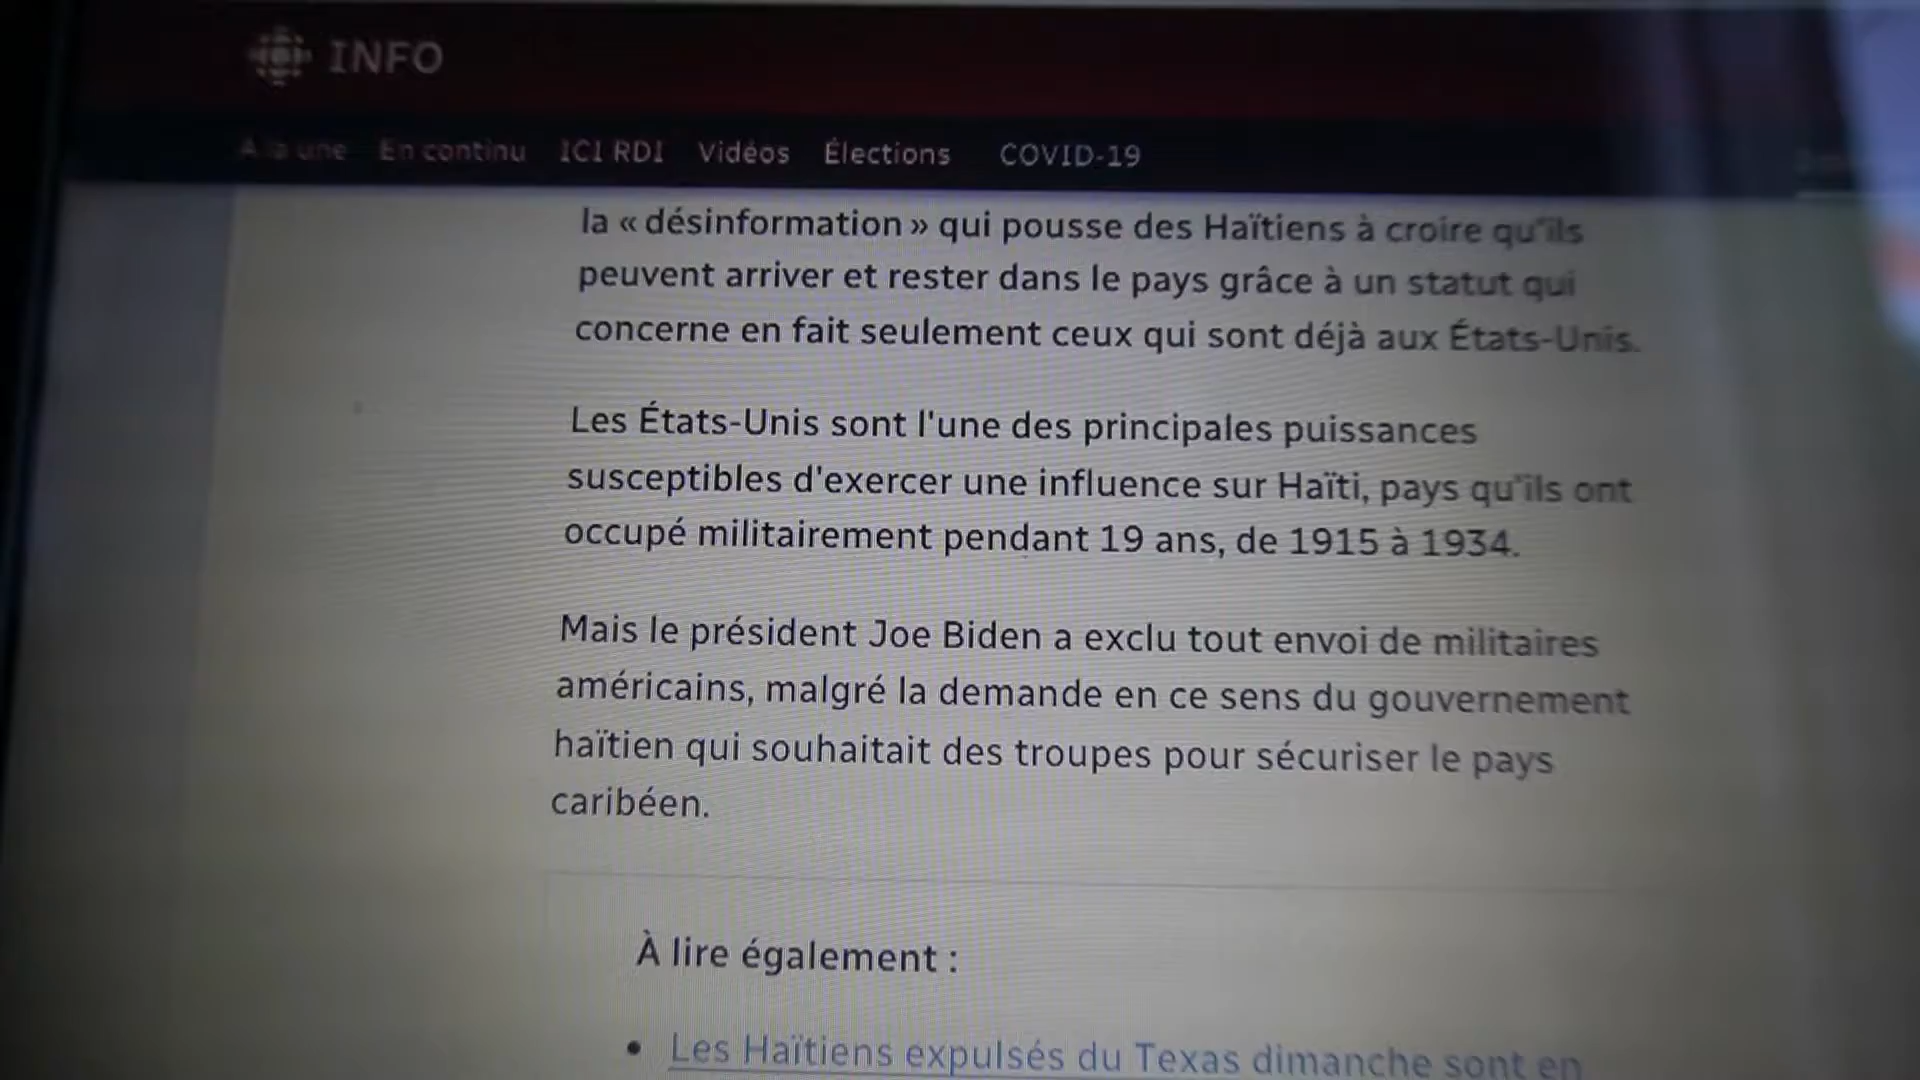 INFO
À la une En continu ICI RDI Vidéos Élections COVID-19
la « désinformation » qui pousse des Haïtiens à croire qu'ils
peuvent arriver et rester dans le pays grâce à un statut qui
concerne en fait seulement ceux qui sont déjà aux États-Unis.
Les États-Unis sont l'une des principales puissances
susceptibles d'exercer une influence sur Haïti, pays qu'ils ont
occupé militairement pendant 19 ans, de 1915 à 1934.
Mais le président Joe Biden a exclu tout envoi de militaires
américains, malgré la demande en ce sens du gouvernement
haïtien qui souhaitait des troupes pour sécuriser le pays
caribéen.
À lire également :
• Les Haïtiens expulsés du Texas dimanche sont en